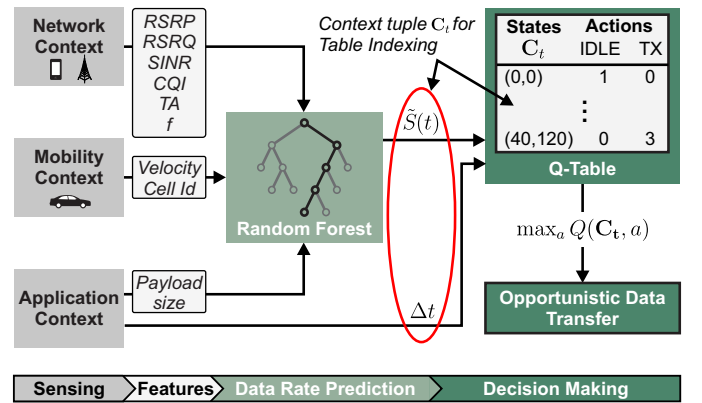 Network
Context
RSRP
RSRQ
SINR
CQI
TA
f
Mobility
Context
Velocity
Cell Id
Application
Context
Payload
size
Random Forest
Context tuple C_t for
Table Indexing
S̃(t)
Δt
States Actions
C_t IDLE TX
(0,0) 1 0
⋮
(40,120) 0 3
Q-Table
max_a Q(C_t, a)
Opportunistic Data
Transfer
Sensing Features Data Rate Prediction Decision Making